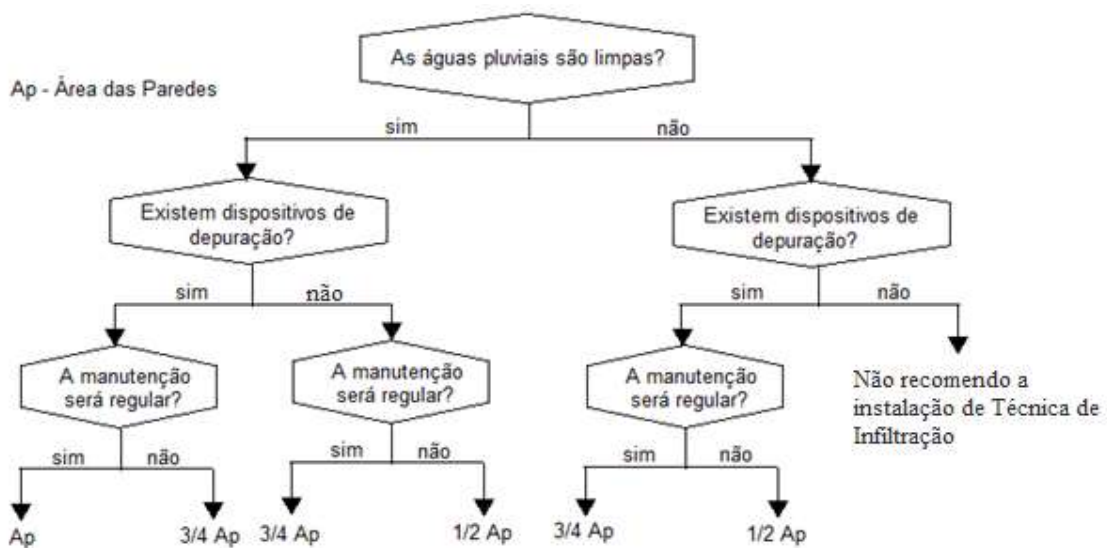 As águas pluviais são limpas?
Ap - Área das Paredes
sim
não
Existem dispositivos de
depuração?
Existem dispositivos de
depuração?
sim
não
sim
não
A manutenção
será regular?
A manutenção
será regular?
A manutenção
será regular?
Não recomendo a
instalação de Técnica de
Infiltração
sim
não
sim
não
sim
não
Ap
3/4 Ap
3/4 Ap
1/2 Ap
3/4 Ap
1/2 Ap